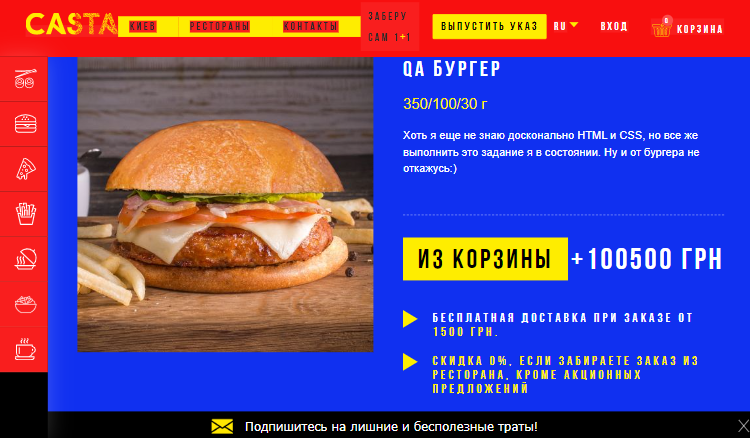 CASTA
КИЕВ
РЕСТОРАНЫ
КОНТАКТЫ
ЗАБЕРУ
САМ 1+1
ВЫПУСТИТЬ УКАЗ
RU
ВХОД
0
КОРЗИНА
QA БУРГЕР
350/100/30 г
Хоть я еще не знаю досконально HTML и CSS, но все же
выполнить это задание я в состоянии. Ну и от бургера не
откажусь:)
ИЗ КОРЗИНЫ
+100500 ГРН
БЕСПЛАТНАЯ ДОСТАВКА ПРИ ЗАКАЗЕ ОТ
1500 ГРН.
СКИДКА 0%, ЕСЛИ ЗАБИРАЕТЕ ЗАКАЗ ИЗ
РЕСТОРАНА, КРОМЕ АКЦИОННЫХ
ПРЕДЛОЖЕНИЙ
Подпишитесь на лишние и бесполезные траты!